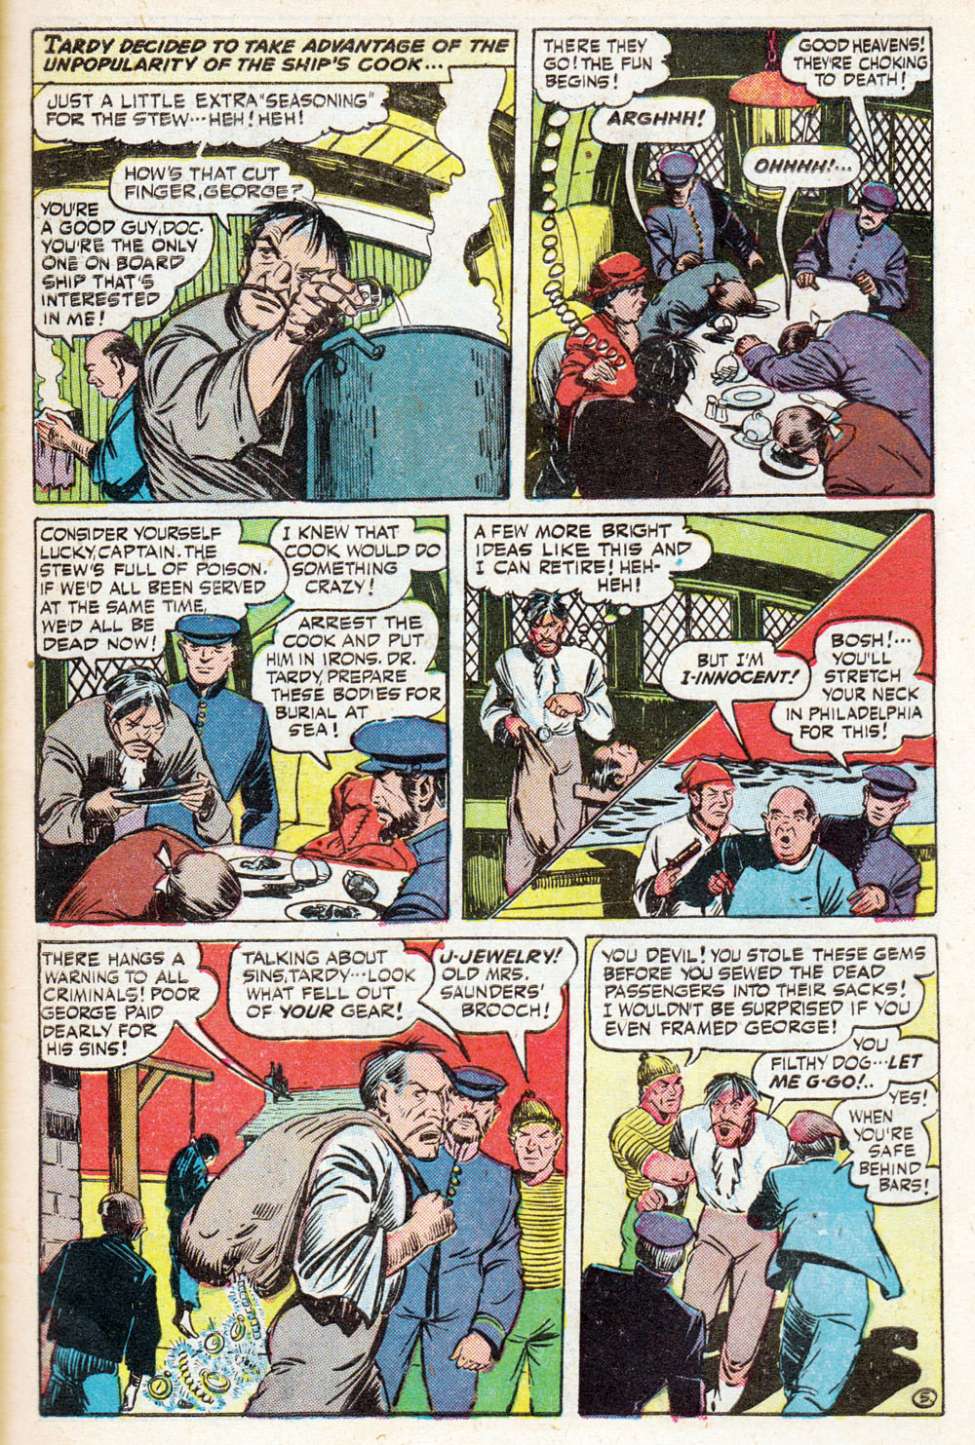 TARDY DECIDED TO TAKE ADVANTAGE OF THE
UNPOPULARITY OF THE SHIP'S COOK...
JUST A LITTLE EXTRA "SEASONING"
FOR THE STEW...HEH! HEH!
HOW'S THAT CUT
FINGER, GEORGE?
YOU'RE
A GOOD GUY, DOC.
YOU'RE THE ONLY
ONE ON BOARD
SHIP THAT'S
INTERESTED
IN ME!
THERE THEY
GO! THE FUN
BEGINS!
GOOD HEAVENS!
THEY'RE CHOKING
TO DEATH!
ARGHHH!
OHHHH!...
CONSIDER YOURSELF
LUCKY, CAPTAIN. THE
STEW'S FULL OF POISON.
IF WE'D ALL BEEN SERVED
AT THE SAME TIME,
WE'D ALL BE
DEAD NOW!
I KNEW THAT
COOK WOULD DO
SOMETHING
CRAZY!
ARREST THE
COOK AND PUT
HIM IN IRONS. DR.
TARDY, PREPARE
THESE BODIES FOR
BURIAL AT
SEA!
A FEW MORE BRIGHT
IDEAS LIKE THIS AND
I CAN RETIRE! HEH-
HEH!
BUT I'M
I-INNOCENT!
BOSH!...
YOU'LL
STRETCH
YOUR NECK
IN PHILADELPHIA
FOR THIS!
THERE HANGS A
WARNING TO ALL
CRIMINALS! POOR
GEORGE PAID
DEARLY FOR
HIS SINS!
TALKING ABOUT
SINS, TARDY...LOOK
WHAT FELL OUT
OF YOUR GEAR!
J-JEWELRY!
OLD MRS.
SAUNDERS'
BROOCH!
YOU DEVIL! YOU STOLE THESE GEMS
BEFORE YOU SEWED THE DEAD
PASSENGERS INTO THEIR SACKS!
I WOULDN'T BE SURPRISED IF YOU
EVEN FRAMED GEORGE!
YOU
FILTHY DOG...LET
ME G-GO!..
YES!
WHEN
YOU'RE
SAFE
BEHIND
BARS!
5